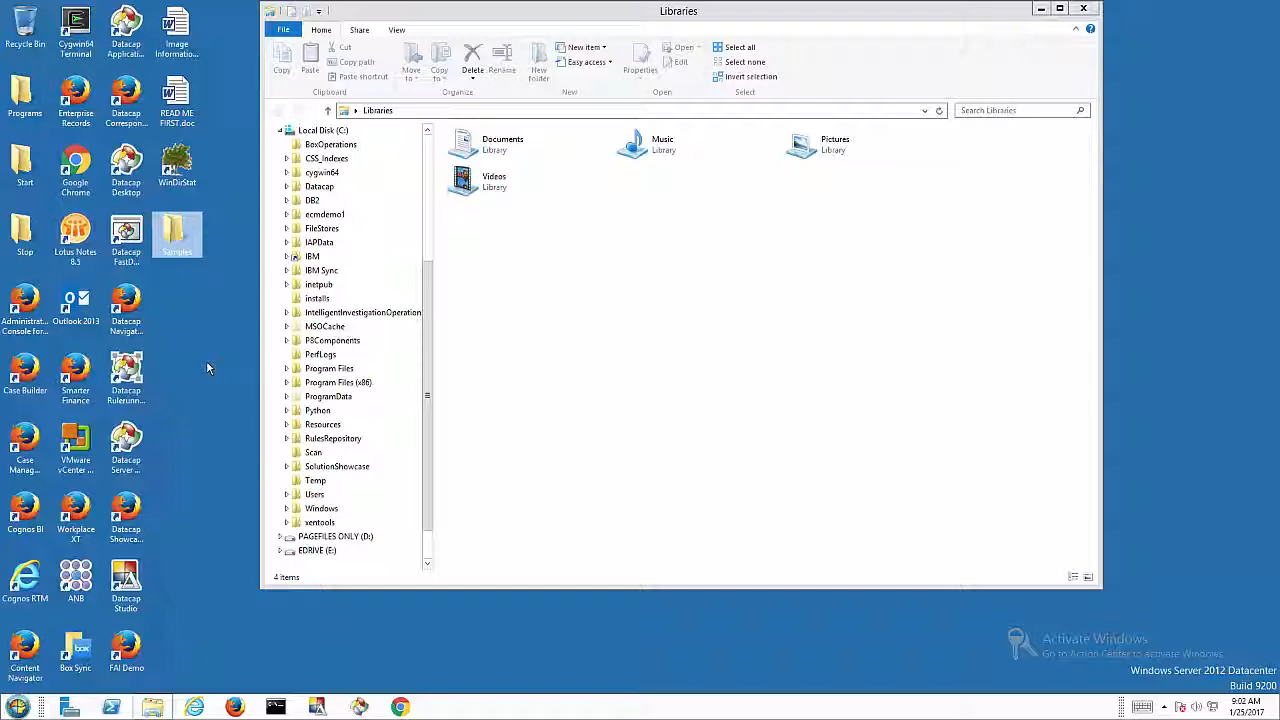 Recycle Bin
Cygwin64
Terminal
Datacap
Applicati...
Image
Informatio...
Programs
Enterprise
Records
Datacap
Correspon...
READ ME
FIRST.doc
Start
Google
Chrome
Datacap
Desktop
WinDirStat
Stop
Lotus Notes
8.5
Datacap
FastD...
Samples
Administrat...
Console for...
Outlook 2013
Datacap
Navigat...
Case Builder
Smarter
Finance
Datacap
Rulerunn...
Case
Manag...
VMware
vCenter ...
Datacap
Server ...
Cognos BI
Workplace
XT
Datacap
Showca...
Cognos RTM
ANB
Datacap
Studio
Content
Navigator
Box Sync
FAI Demo
Libraries
File Home Share View
Copy
Paste
Cut
Copy path
Paste shortcut
Clipboard
Move
to
Copy
to
Delete
Rename
Organize
New
folder
New item
Easy access
New
Properties
Open
Edit
Open
Select all
Select none
Invert selection
Select
Libraries
Search Libraries
Local Disk (C:)
BoxOperations
CSS_Indexes
cygwin64
Datacap
DB2
ecmdemo1
FileStores
IAPData
IBM
IBM Sync
inetpub
installs
IntelligentInvestigationOperation
MSOCache
P8Components
PerfLogs
Program Files
Program Files (x86)
ProgramData
Python
Resources
RulesRepository
Scan
SolutionShowcase
Temp
Users
Windows
xentools
PAGEFILES ONLY (D:)
EDRIVE (E:)
Documents
Library
Music
Library
Pictures
Library
Videos
Library
4 items
Activate Windows
Go to Action Center to activate Windows.
Windows Server 2012 Datacenter
Build 9200
9:02 AM
1/25/2017